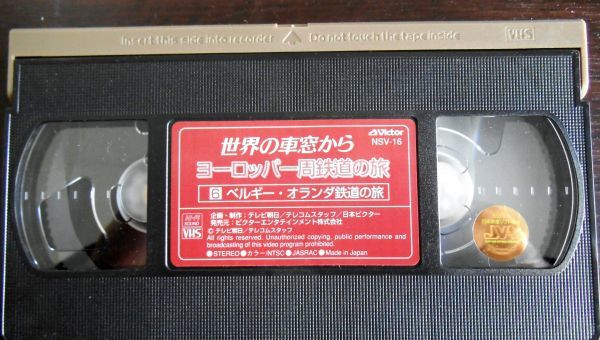 Insert this side into recorder Do not touch the tape inside VHS
世界の車窓から
Victor
NSV-16
ヨーロッパ一周鉄道の旅
6 ベルギー・オランダ鉄道の旅
Hi-Fi SOUND VHS
企画・制作:テレビ朝日/テレコムスタッフ/日本ビクター
発売元:ビクターエンタテインメント株式会社
© テレビ朝日/テレコムスタッフ
All rights reserved. Unauthorized copying, public performance and
broadcasting of this video program prohibited.
●STEREO ●カラー/NTSC ●JASRAC ●Made in Japan